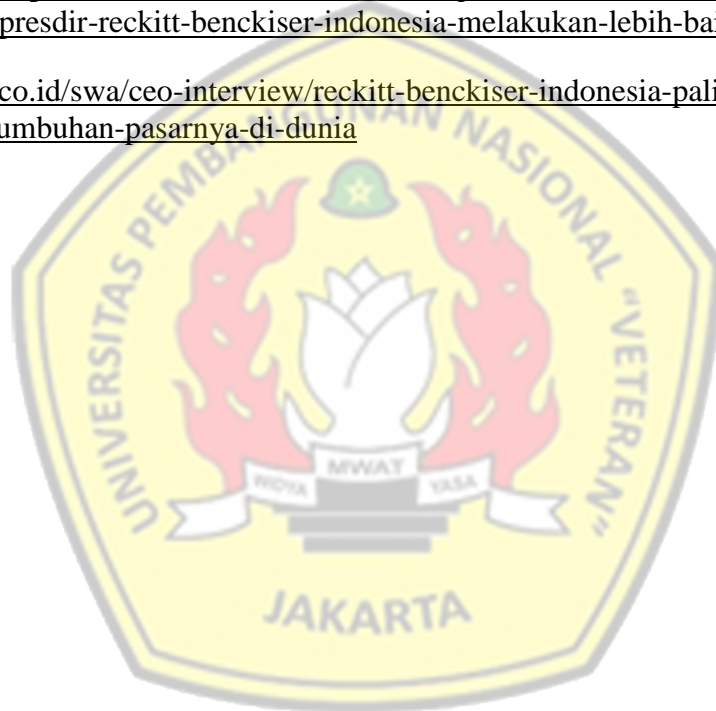 presdir-reckitt-benckiser-indonesia-melakukan-lebih-bai
co.id/swa/ceo-interview/reckitt-benckiser-indonesia-pali
umbuhan-pasarnya-di-dunia
UNIVERSITAS PEMBANGUNAN NASIONAL "VETERAN"
WIDYA MWAT YASA
JAKARTA